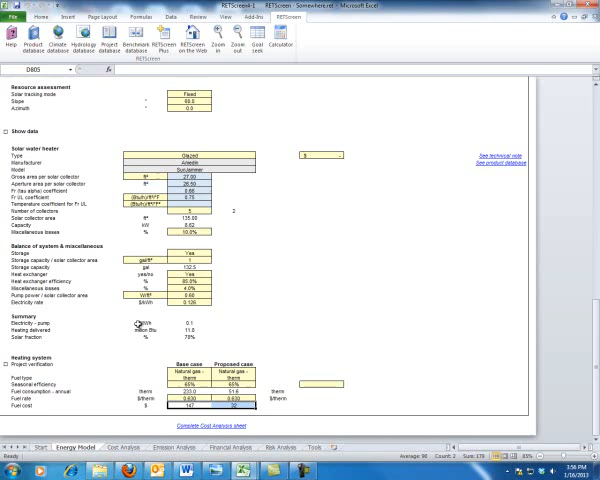 RETScreen4-1 RETScreen - Somewhere.ret - Microsoft Excel
File Home Insert Page Layout Formulas Data Review View Add-Ins RETScreen
Help Product database Climate database Hydrology database Project database Benchmark database RETScreen Plus RETScreen on the Web Zoom in Zoom out Goal seek Calculator
RETScreen
D805 fx
Resource assessment
Solar tracking mode Fixed
Slope ° 60.0
Azimuth ° 0.0
Show data
Solar water heater
Type Glazed $ -
See technical note
Manufacturer
See product database
Model SunJammer
Gross area per solar collector ft² 27.00
Aperture area per solar collector ft² 26.50
Fr (tau alpha) coefficient 0.68
Fr UL coefficient (Btu/h)/ft²/°F 0.75
Temperature coefficient for Fr UL (Btu/h)/ft²/°F²
Number of collectors 5 2
Solar collector area ft² 135.00
Capacity kW 8.62
Miscellaneous losses % 10.0%
Balance of system & miscellaneous
Storage Yes
Storage capacity / solar collector area gal/ft² 1
Storage capacity gal 132.5
Heat exchanger yes/no Yes
Heat exchanger efficiency % 85.0%
Miscellaneous losses % 4.0%
Pump power / solar collector area W/ft² 0.60
Electricity rate $/kWh 0.126
Summary
Electricity - pump 0.1
Heating delivered million Btu 11.8
Solar fraction % 78%
Heating system
Project verification Base case Proposed case
Fuel type Natural gas - therm Natural gas - therm
Seasonal efficiency 65% 65%
Fuel consumption - annual therm 233.0 51.6 therm
Fuel rate $/therm 0.630 0.630 $/therm
Fuel cost $ 147 32
Complete Cost Analysis sheet
Start Energy Model Cost Analysis Emission Analysis Financial Analysis Risk Analysis Tools
Ready Average: 90 Count: 2 Sum: 179 85%
3:56 PM
1/16/2013